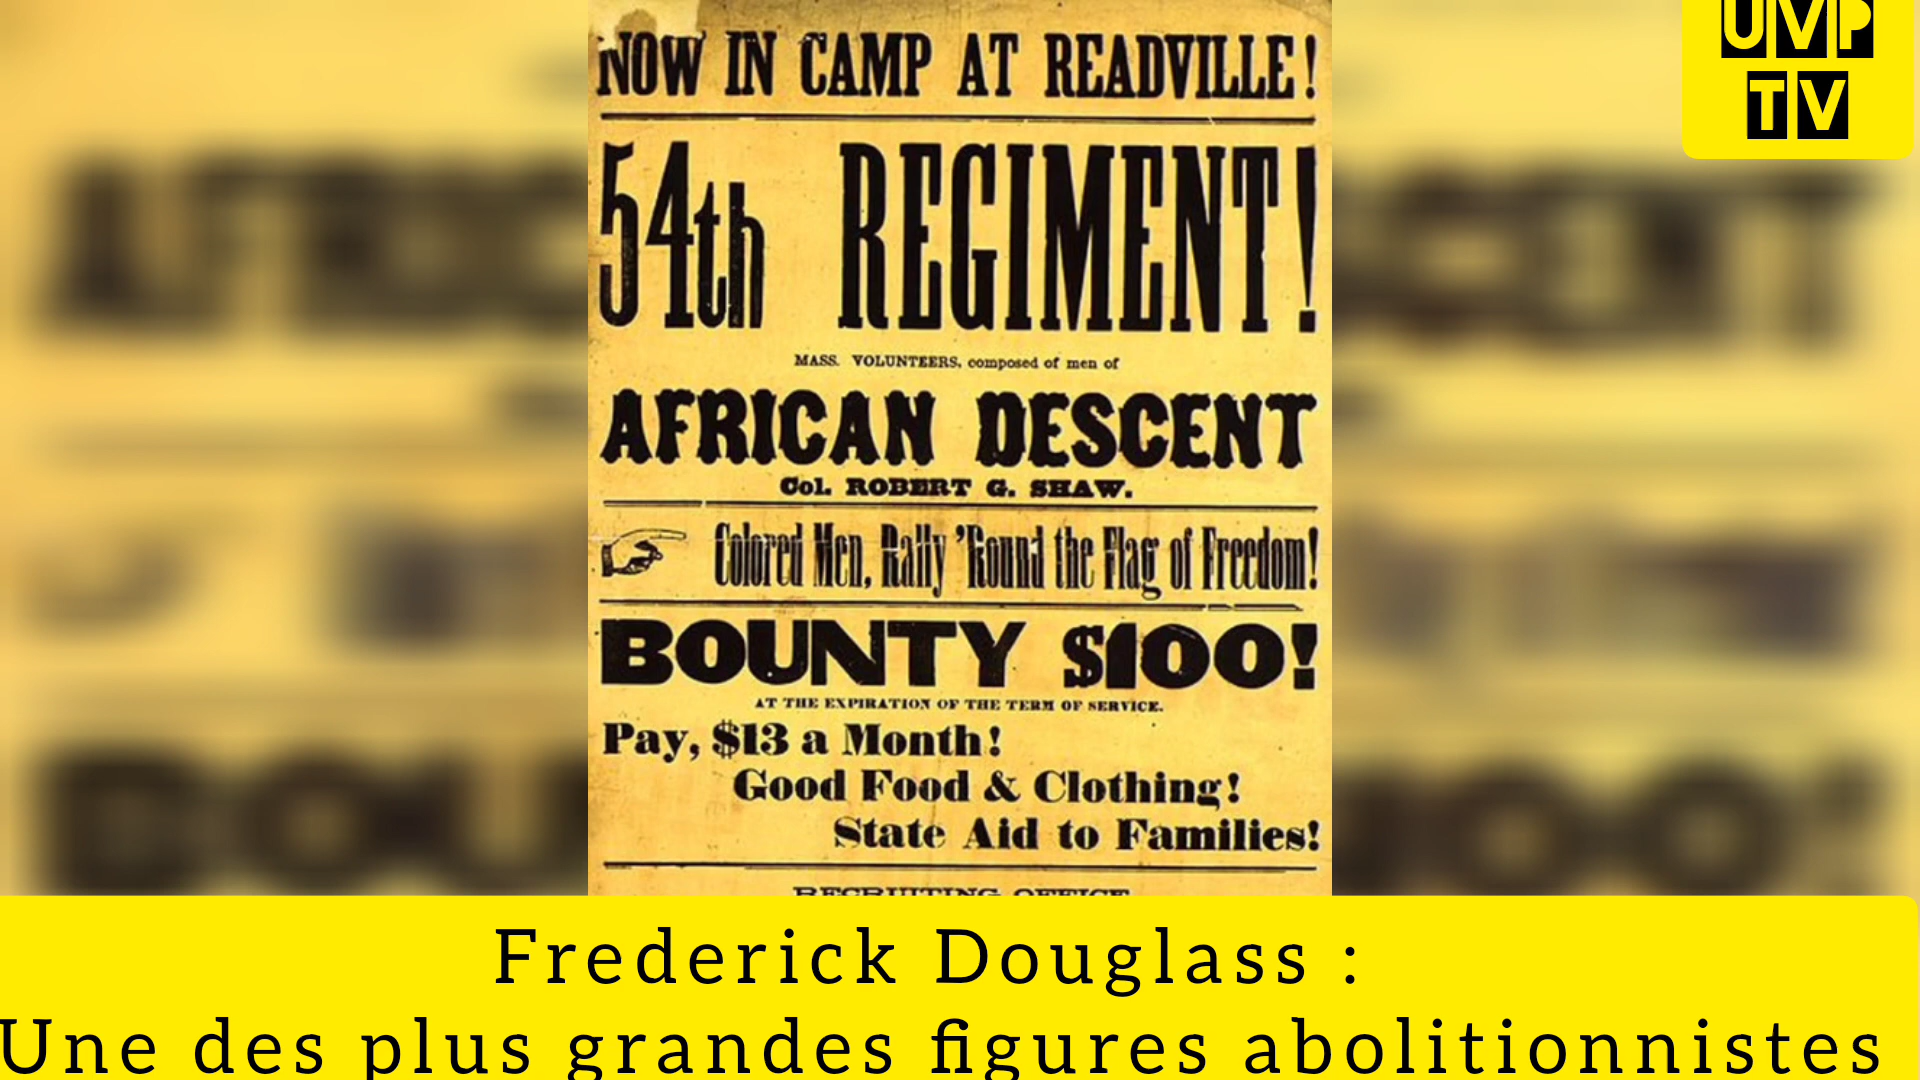 UVP
TV
NOW IN CAMP AT READVILLE!
54th REGIMENT!
MASS. VOLUNTEERS, composed of men of
AFRICAN DESCENT
Col. ROBERT G. SHAW.
Colored Men, Rally 'Round the Flag of Freedom!
BOUNTY $100!
AT THE EXPIRATION OF THE TERM OF SERVICE.
Pay, $13 a Month!
Good Food & Clothing!
State Aid to Families!
RECRUITING OFFICE
Frederick Douglass :
Une des plus grandes figures abolitionnistes